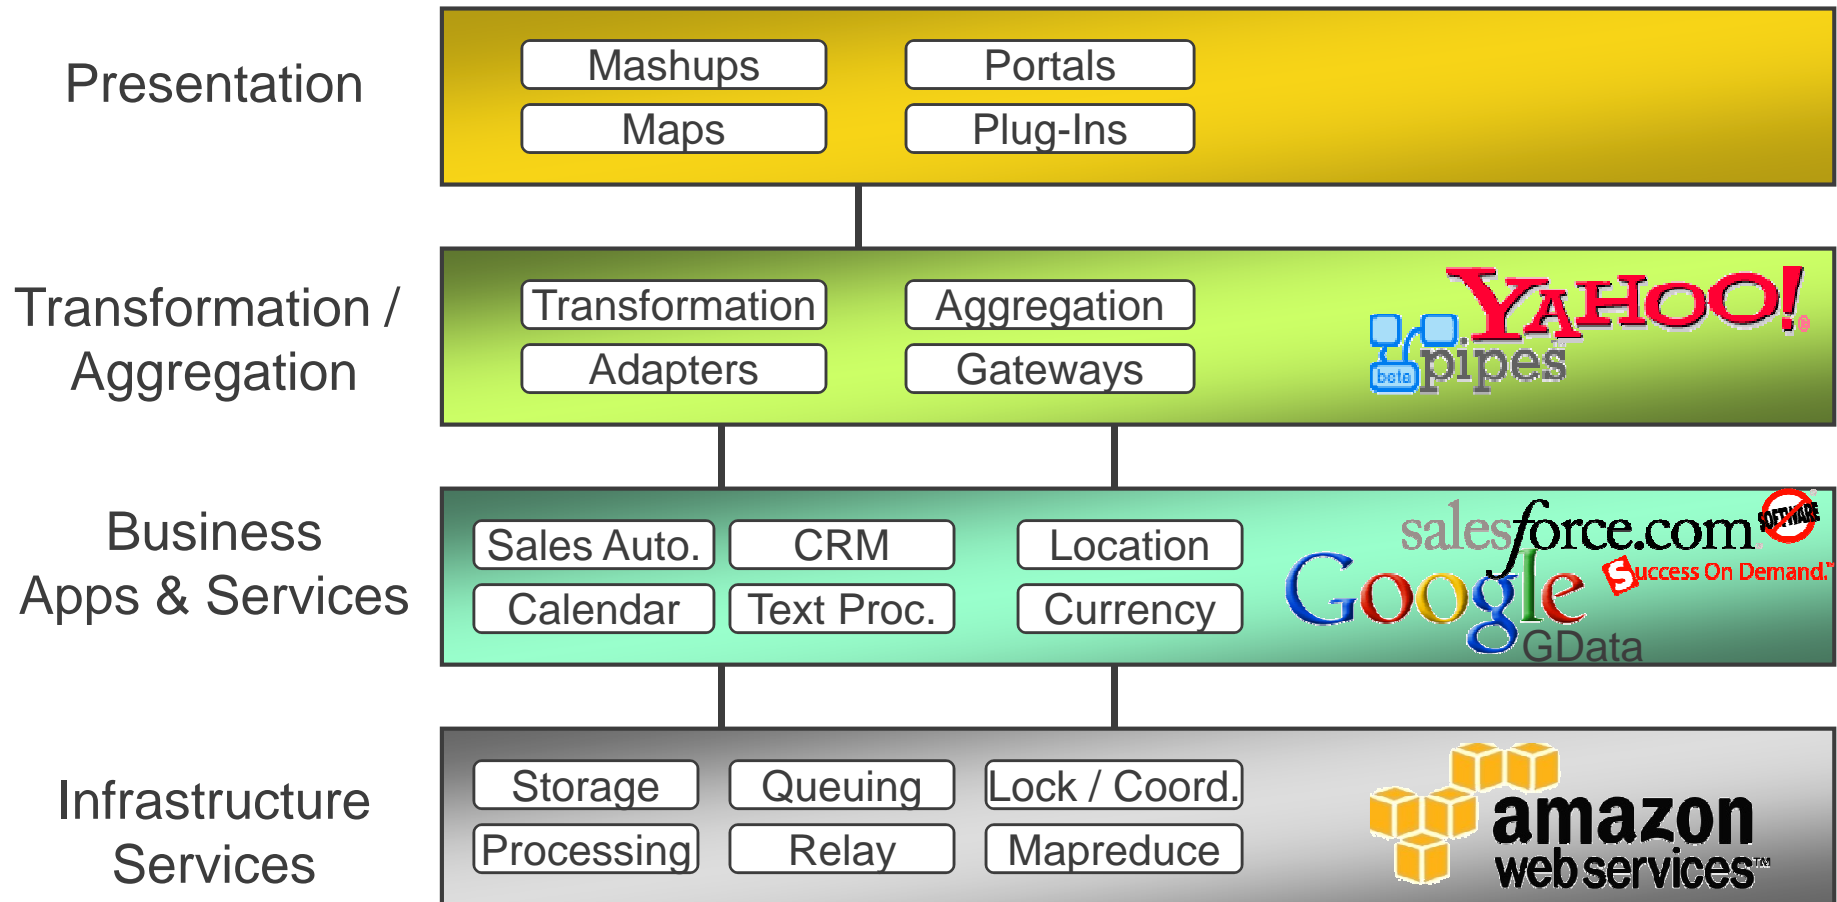 Presentation
Mashups
Portals
Maps
Plug-Ins
Transformation /
Aggregation
Transformation
Aggregation
Adapters
Gateways
YAHOO!®
pipes
beta
Business
Apps & Services
Sales Auto.
CRM
Location
Calendar
Text Proc.
Currency
salesforce.com
SOFTWARE
Success On Demand.™
Google
GData
Infrastructure
Services
Storage
Queuing
Lock / Coord.
Processing
Relay
Mapreduce
amazon
webservices™